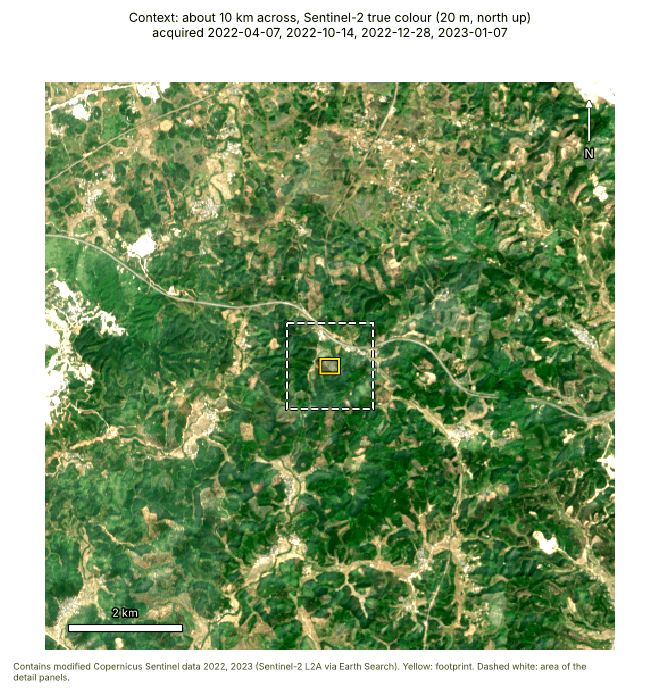 Context: about 10 km across, Sentinel-2 true colour (20 m, north up)
acquired 2022-04-07, 2022-10-14, 2022-12-28, 2023-01-07
N
2 km
Contains modified Copernicus Sentinel data 2022, 2023 (Sentinel-2 L2A via Earth Search). Yellow: footprint. Dashed white: area of the
detail panels.